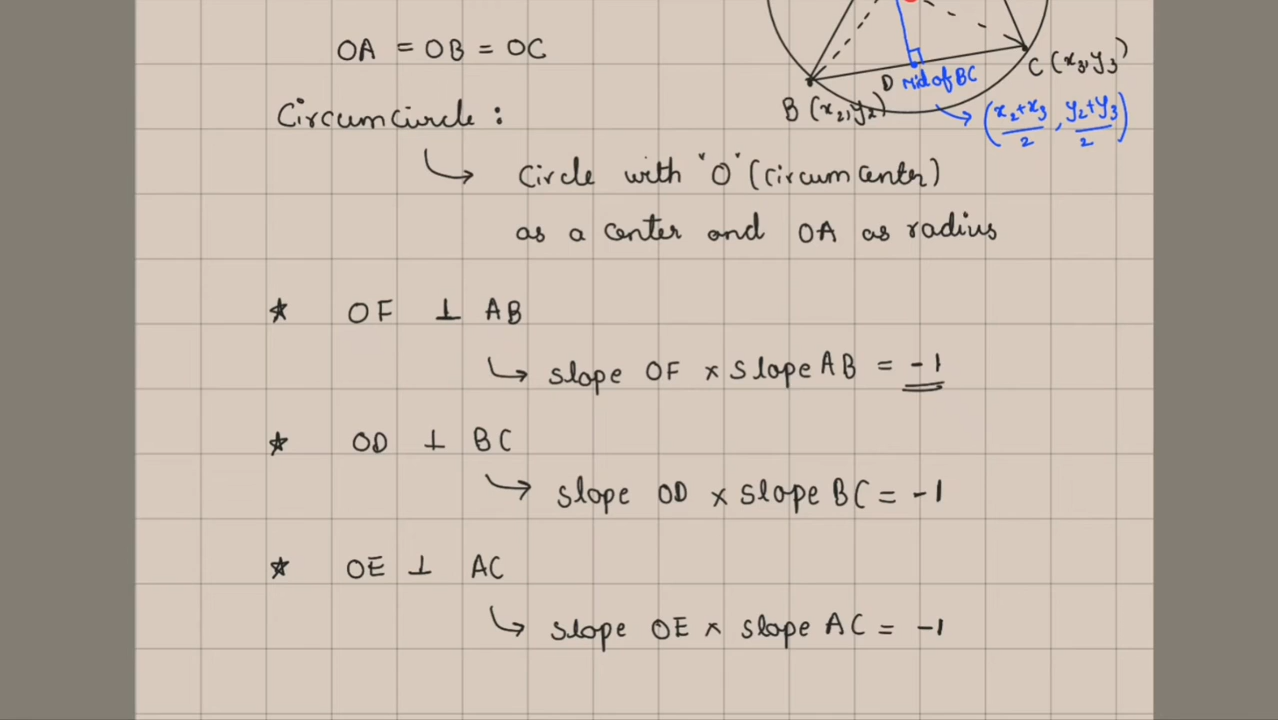 OA = OB = OC
C (x₃, y₃)
D mid of BC
B (x₂, y₂)
(x₂+x₃/2 , y₂+y₃/2)
Circumcircle :
Circle with "O" (circumcenter)
as a center and OA as radius
★ OF ⊥ AB
↳ slope OF × slope AB = -1
★ OD ⊥ BC
↳ slope OD × slope BC = -1
★ OE ⊥ AC
↳ slope OE × slope AC = -1